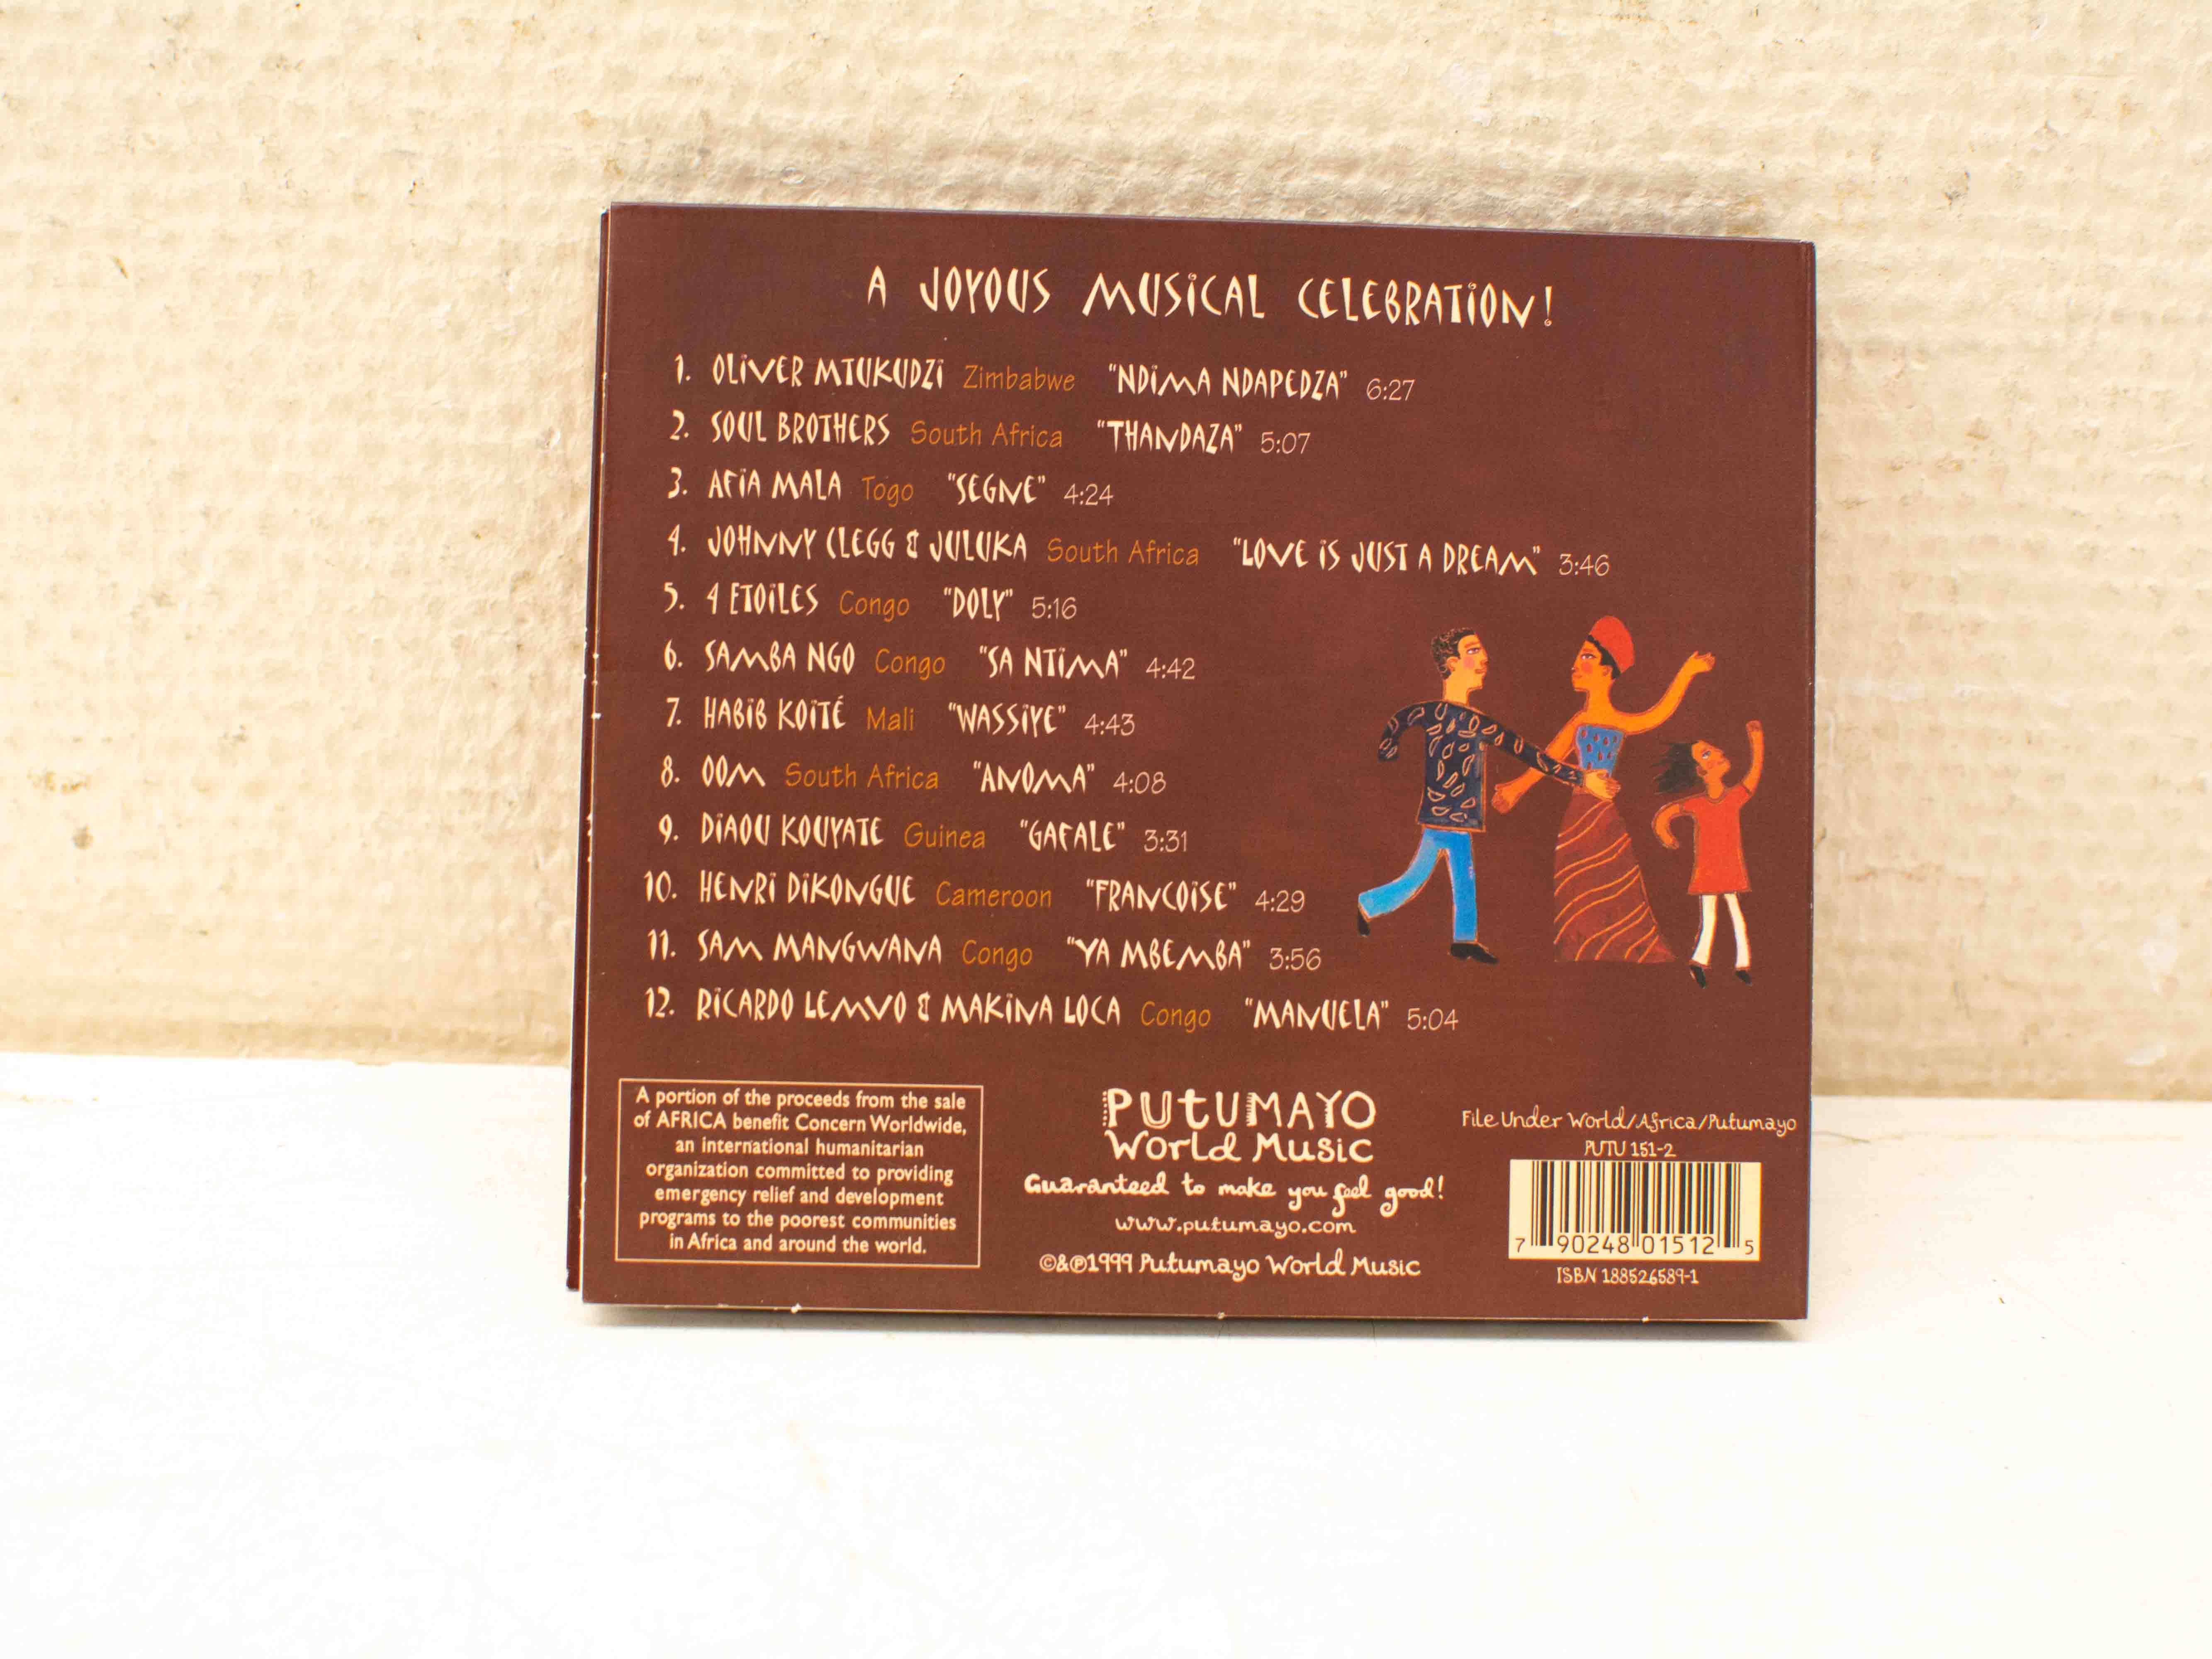 A JOYOUS MUSICAL CELEBRATION!
1. OLIVER MTUKUDZI Zimbabwe "NDIMA NDAPEDZA" 6:27
2. SOUL BROTHERS South Africa "THANDAZA" 5:07
3. AFIA MALA Togo "SEGNE" 4:24
4. JOHNNY CLEGG & JULUKA South Africa "LOVE IS JUST A DREAM" 3:46
5. 4 ETOILES Congo "DOLY" 5:16
6. SAMBA NGO Congo "SA NTIMA" 4:42
7. HABIB KOITÉ Mali "WASSIYE" 4:43
8. OOM South Africa "ANOMA" 4:08
9. DIAOU KOUYATE Guinea "GAFALE" 3:31
10. HENRI DIKONGUE Cameroon "FRANCOISE" 4:29
11. SAM MANGWANA Congo "YA MBEMBA" 3:56
12. RICARDO LEMVO & MAKINA LOCA Congo "MANUELA" 5:04
A portion of the proceeds from the sale
of AFRICA benefit Concern Worldwide,
an international humanitarian
organization committed to providing
emergency relief and development
programs to the poorest communities
in Africa and around the world.
PUTUMAYO
World Music
Guaranteed to make you feel good!
www.putumayo.com
©&℗1999 Putumayo World Music
File Under World/Africa/Putumayo
PUTU 151-2
7 90248 01512 5
ISBN 188526589-1